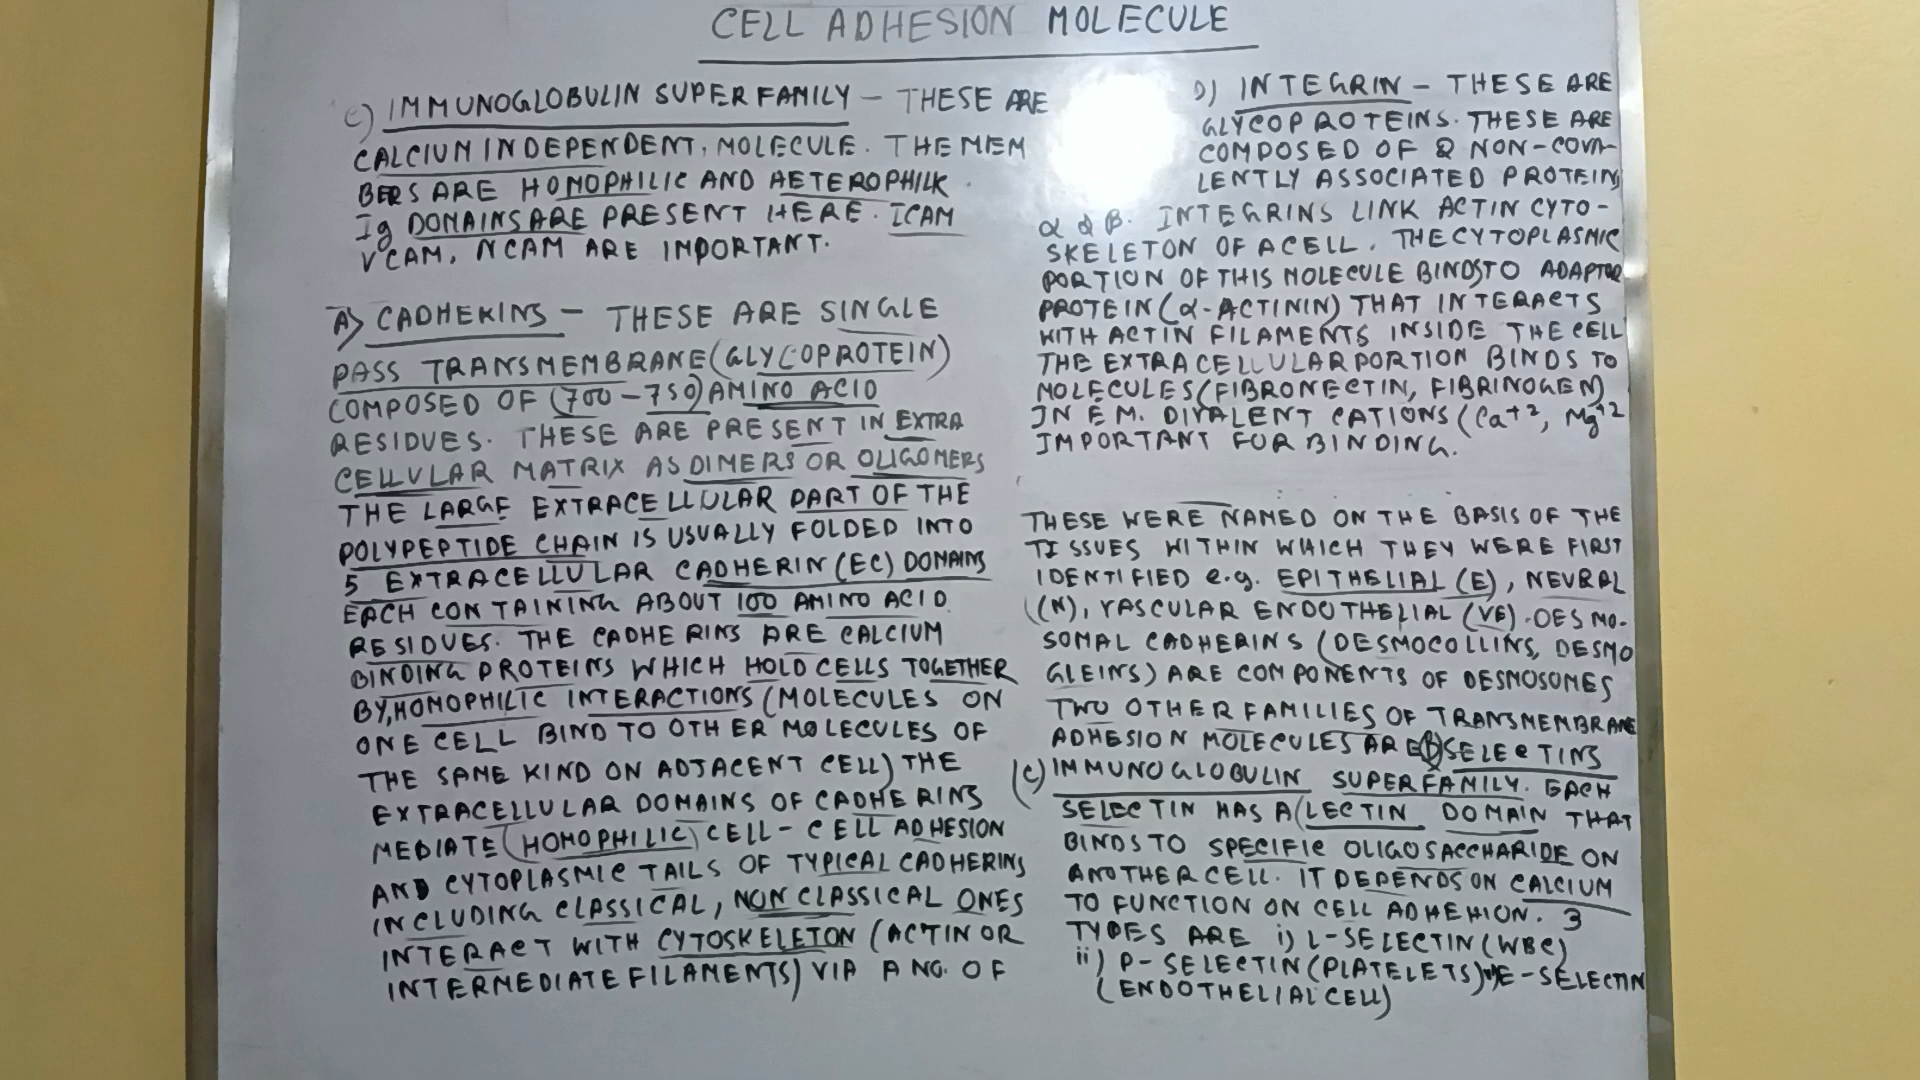 CELL ADHESION MOLECULE
C) IMMUNOGLOBULIN SUPERFAMILY - THESE ARE
CALCIUM INDEPENDENT, MOLECULE. THE MEM
BERS ARE HOMOPHILIC AND HETEROPHILIC.
Ig DOMAINS ARE PRESENT HERE. ICAM
VCAM, NCAM ARE IMPORTANT.
A) CADHERINS - THESE ARE SINGLE
PASS TRANSMEMBRANE (GLYCOPROTEIN)
COMPOSED OF (700-750) AMINO ACID
RESIDUES. THESE ARE PRESENT IN EXTRA
CELLULAR MATRIX AS DIMERS OR OLIGOMERS
THE LARGE EXTRACELLULAR PART OF THE
POLYPEPTIDE CHAIN IS USUALLY FOLDED INTO
5 EXTRACELLULAR CADHERIN (EC) DOMAINS
EACH CONTAINING ABOUT 100 AMINO ACID
RESIDUES. THE CADHERINS ARE CALCIUM
BINDING PROTEINS WHICH HOLD CELLS TOGETHER
BY, HOMOPHILIC INTERACTIONS (MOLECULES ON
ONE CELL BIND TO OTHER MOLECULES OF
THE SAME KIND ON ADJACENT CELL) THE
EXTRACELLULAR DOMAINS OF CADHERINS
MEDIATE (HOMOPHILIC) CELL-CELL ADHESION
AND CYTOPLASMIC TAILS OF TYPICAL CADHERINS
INCLUDING CLASSICAL, NON CLASSICAL ONES
INTERACT WITH CYTOSKELETON (ACTIN OR
INTERMEDIATE FILAMENTS) VIA A NO. OF
D) INTEGRIN - THESE ARE
GLYCOPROTEINS. THESE ARE
COMPOSED OF 2 NON-COVA-
LENTLY ASSOCIATED PROTEIN
α & β. INTEGRINS LINK ACTIN CYTO-
SKELETON OF A CELL. THE CYTOPLASMIC
PORTION OF THIS MOLECULE BINDS TO ADAPTOR
PROTEIN (α-ACTININ) THAT INTERACTS
WITH ACTIN FILAMENTS INSIDE THE CELL
THE EXTRACELLULAR PORTION BINDS TO
MOLECULES (FIBRONECTIN, FIBRINOGEN)
IN E M. DIVALENT CATIONS (Ca+2, Mg+2
IMPORTANT FOR BINDING.
THESE WERE NAMED ON THE BASIS OF THE
TISSUES WITHIN WHICH THEY WERE FIRST
IDENTIFIED e.g. EPITHELIAL (E), NEURAL
(N), VASCULAR ENDOTHELIAL (VE). DESMO-
SOMAL CADHERINS (DESMOCOLLINS, DESMO
GLEINS) ARE COMPONENTS OF DESMOSOMES
TWO OTHER FAMILIES OF TRANSMEMBRANE
ADHESION MOLECULES ARE (B) SELECTINS
(C) IMMUNOGLOBULIN SUPERFAMILY. EACH
SELECTIN HAS A (LECTIN DOMAIN THAT
BINDS TO SPECIFIC OLIGOSACCHARIDE ON
ANOTHER CELL. IT DEPENDS ON CALCIUM
TO FUNCTION ON CELL ADHEHION. 3
TYPES ARE i) L-SELECTIN (WBC)
ii) P-SELECTIN (PLATELETS) iii) E-SELECTIN
(ENDOTHELIAL CELL)